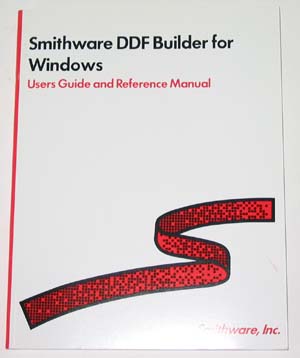 Smithware DDF Builder for
Windows
Users Guide and Reference Manual
Smithware, Inc.